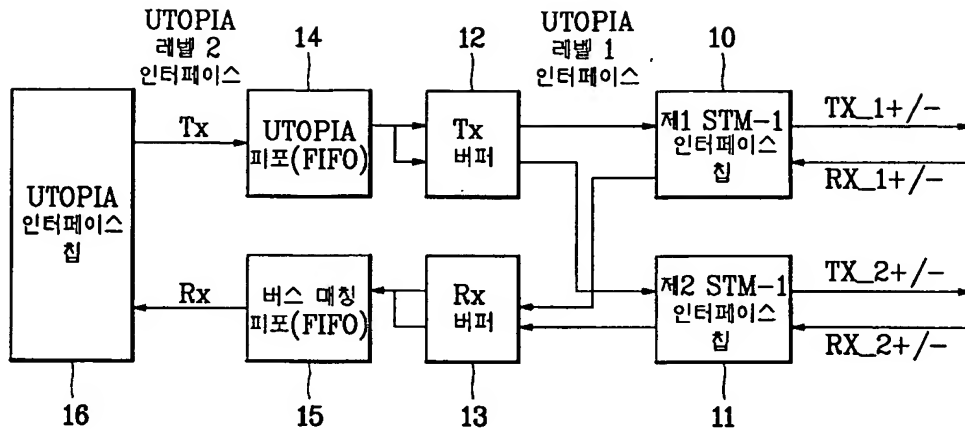 UTOPIA
레벨 2
인터페이스
14
12
UTOPIA
레벨 1
인터페이스
10
UTOPIA
인터페이스
칩
Tx
UTOPIA
피포(FIFO)
Tx
버퍼
제1 STM-1
인터페이스
칩
TX_1+/-
RX_1+/-
Rx
버스 매칭
피포(FIFO)
Rx
버퍼
제2 STM-1
인터페이스
칩
TX_2+/-
RX_2+/-
16
15
13
11